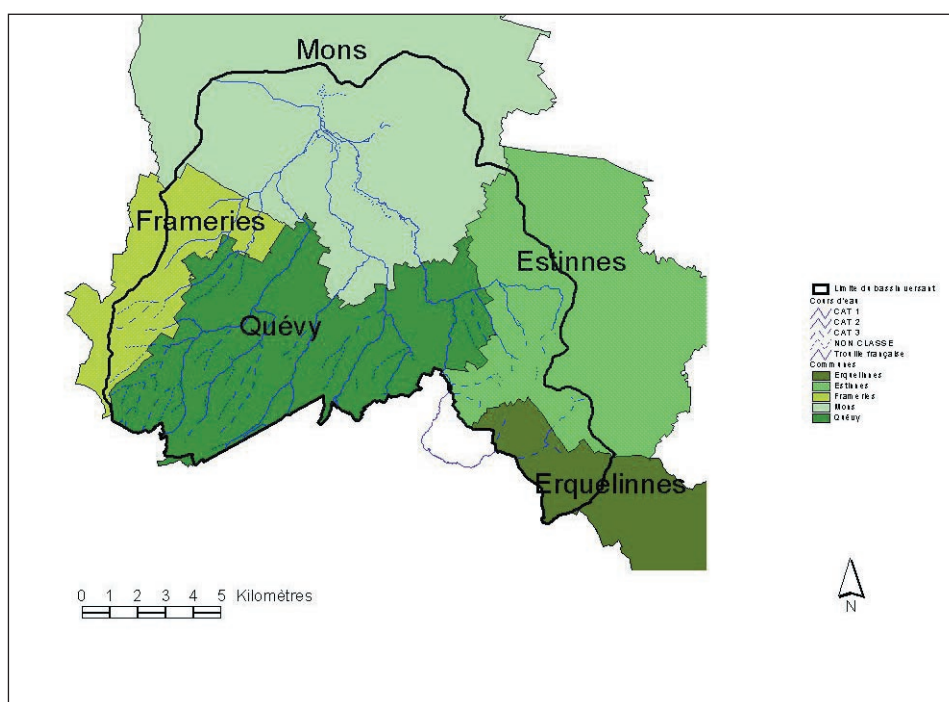 Mons
Frameries
Estinnes
Quévy
Erquelinnes
Limite du bassin versant
Cours d'eau
CAT 1
CAT 2
CAT 3
NON CLASSE
Trouille française
Communes
Erquelinnes
Estinnes
Frameries
Mons
Quévy
0 1 2 3 4 5 Kilomètres
N